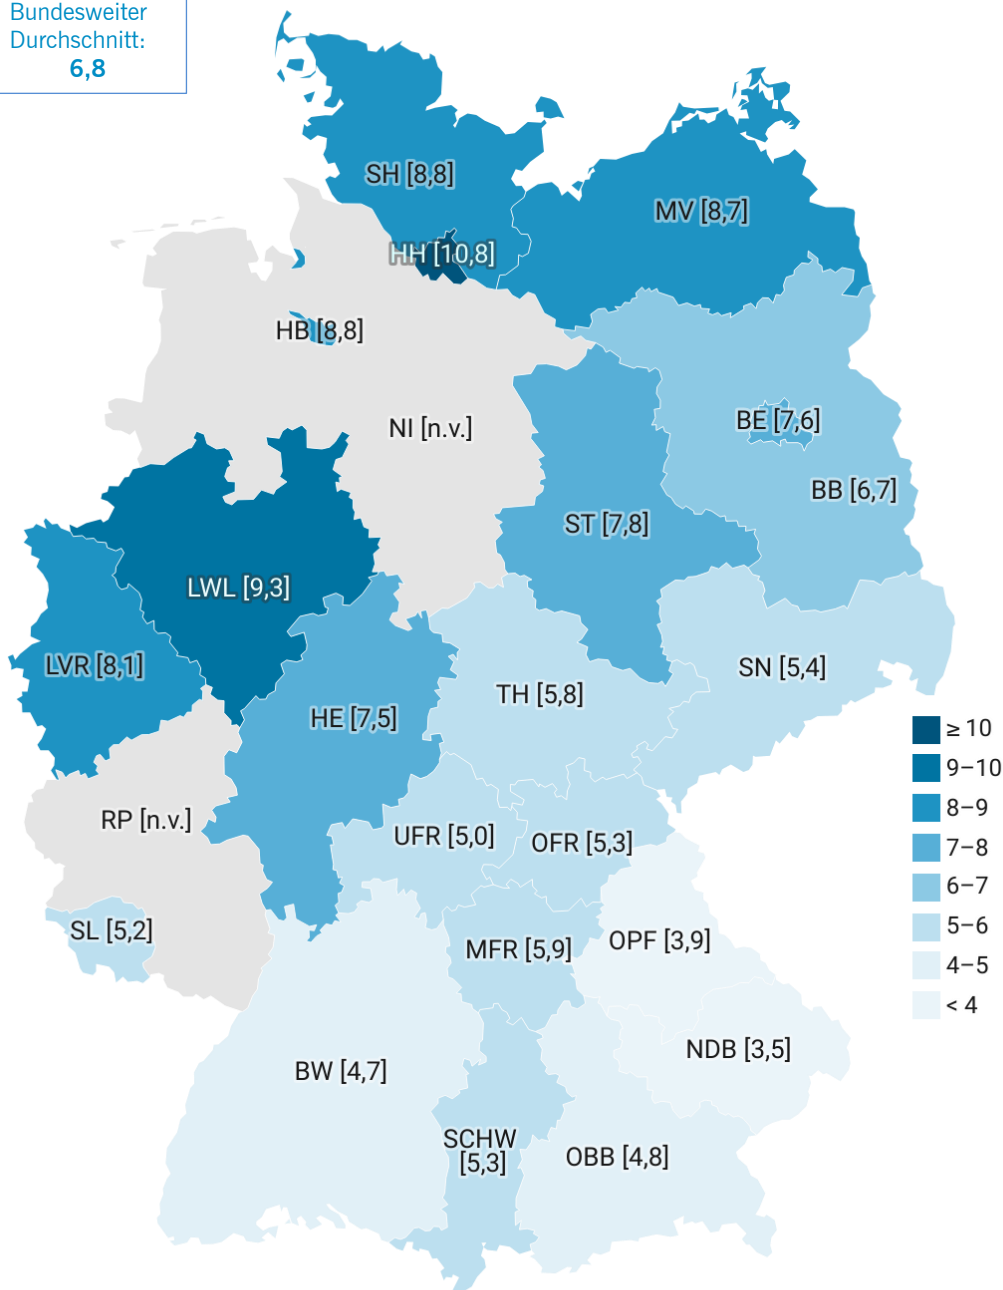 Bundesweiter
Durchschnitt:
6,8
SH [8,8]
MV [8,7]
HH [10,8]
HB [8,8]
NI [n.v.]
BE [7,6]
BB [6,7]
ST [7,8]
LWL [9,3]
LVR [8,1]
SN [5,4]
TH [5,8]
HE [7,5]
RP [n.v.]
UFR [5,0]
OFR [5,3]
SL [5,2]
MFR [5,9]
OPF [3,9]
NDB [3,5]
BW [4,7]
SCHW
[5,3]
OBB [4,8]
≥ 10
9–10
8–9
7–8
6–7
5–6
4–5
< 4